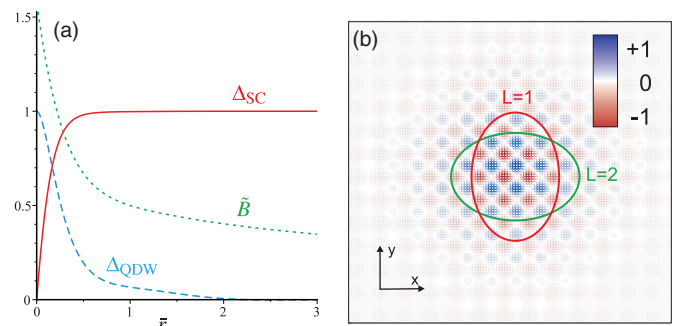 (a)
1.5
1
0.5
0
0
1
2
3
Δ_SC
B̃
Δ_QDW
r̄
(b)
+1
0
-1
L=1
L=2
y
x